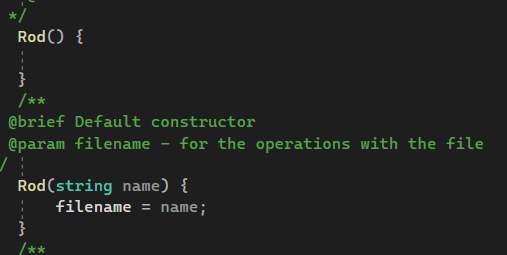 */
Rod() {
}
/**
@brief Default constructor
@param filename - for the operations with the file
/
Rod(string name) {
filename = name;
}
/**